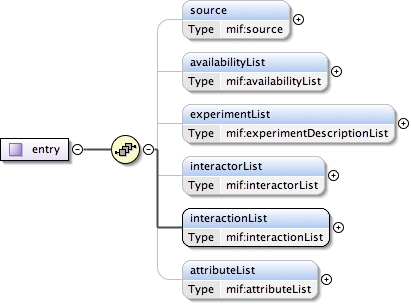 source
Type mif:source
availabilityList
Type mif:availabilityList
experimentList
Type mif:experimentDescriptionList
entry
interactorList
Type mif:interactorList
interactionList
Type mif:interactionList
attributeList
Type mif:attributeList